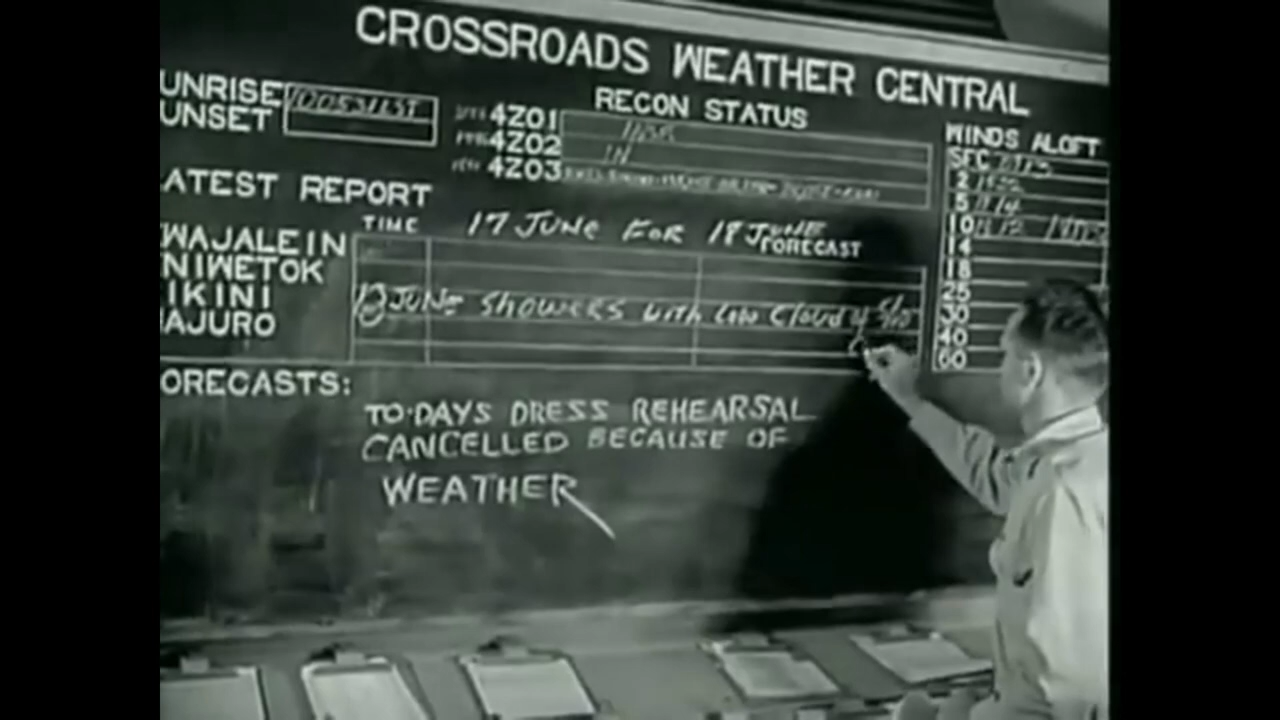 CROSSROADS WEATHER CENTRAL
UNRISE
UNSET
RECON STATUS
4Z01
4Z02 IN
4Z03
WINDS ALOFT
SFC
2
5
10
14
18
25
30
40
60
ATEST REPORT
TIME 17 JUNE FOR 18 JUNE
FORECAST
WAJALEIN
NIWETOK
IKINI
AJURO
JUNE SHOWERS with low Cloud
ORECASTS:
TO-DAYS DRESS REHEARSAL
CANCELLED BECAUSE OF
WEATHER